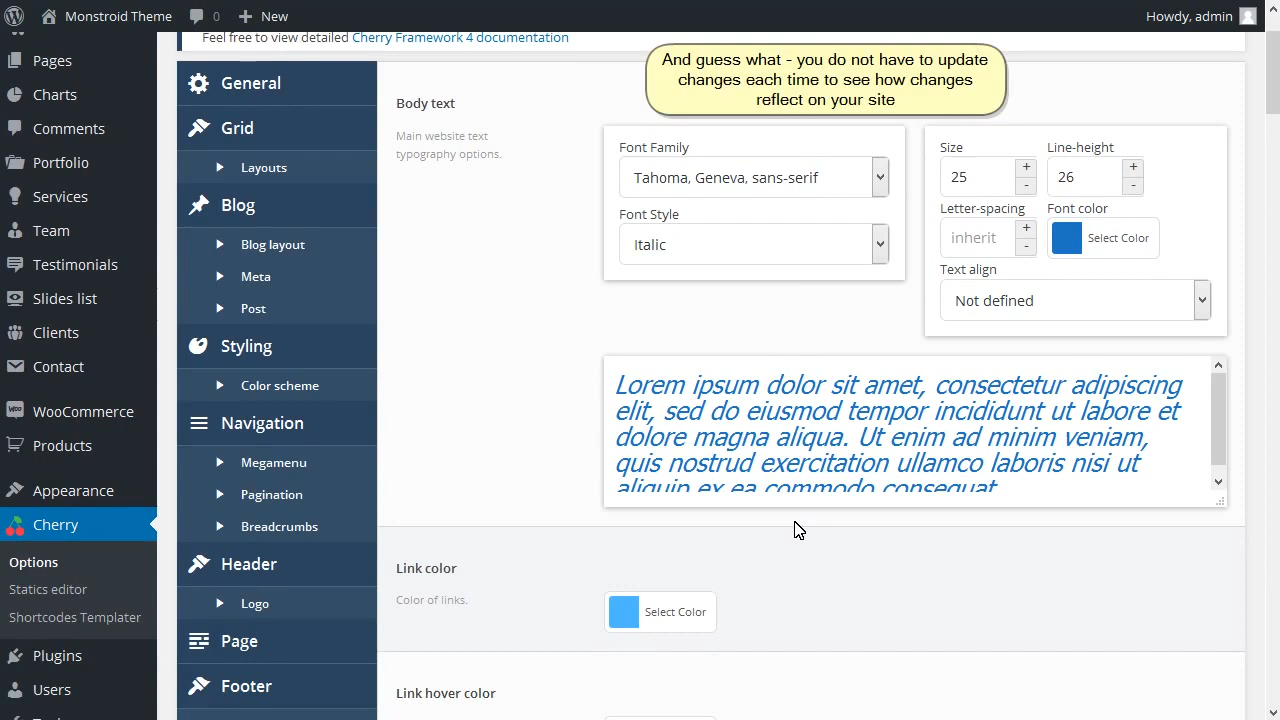 Monstroid Theme
0
New
Howdy, admin
Feel free to view detailed Cherry Framework 4 documentation
And guess what - you do not have to update
changes each time to see how changes
reflect on your site
Pages
Charts
Comments
Portfolio
Services
Team
Testimonials
Slides list
Clients
Contact
WooCommerce
Products
Appearance
Cherry
Options
Statics editor
Shortcodes Templater
Plugins
Users
General
Grid
Layouts
Blog
Blog layout
Meta
Post
Styling
Color scheme
Navigation
Megamenu
Pagination
Breadcrumbs
Header
Logo
Page
Footer
Body text
Main website text
typography options.
Font Family
Tahoma, Geneva, sans-serif
Font Style
Italic
Size
Line-height
25
+
-
26
+
-
Letter-spacing
Font color
inherit
+
-
Select Color
Text align
Not defined
Lorem ipsum dolor sit amet, consectetur adipiscing
elit, sed do eiusmod tempor incididunt ut labore et
dolore magna aliqua. Ut enim ad minim veniam,
quis nostrud exercitation ullamco laboris nisi ut
aliquip ex ea commodo consequat
Link color
Color of links.
Select Color
Link hover color